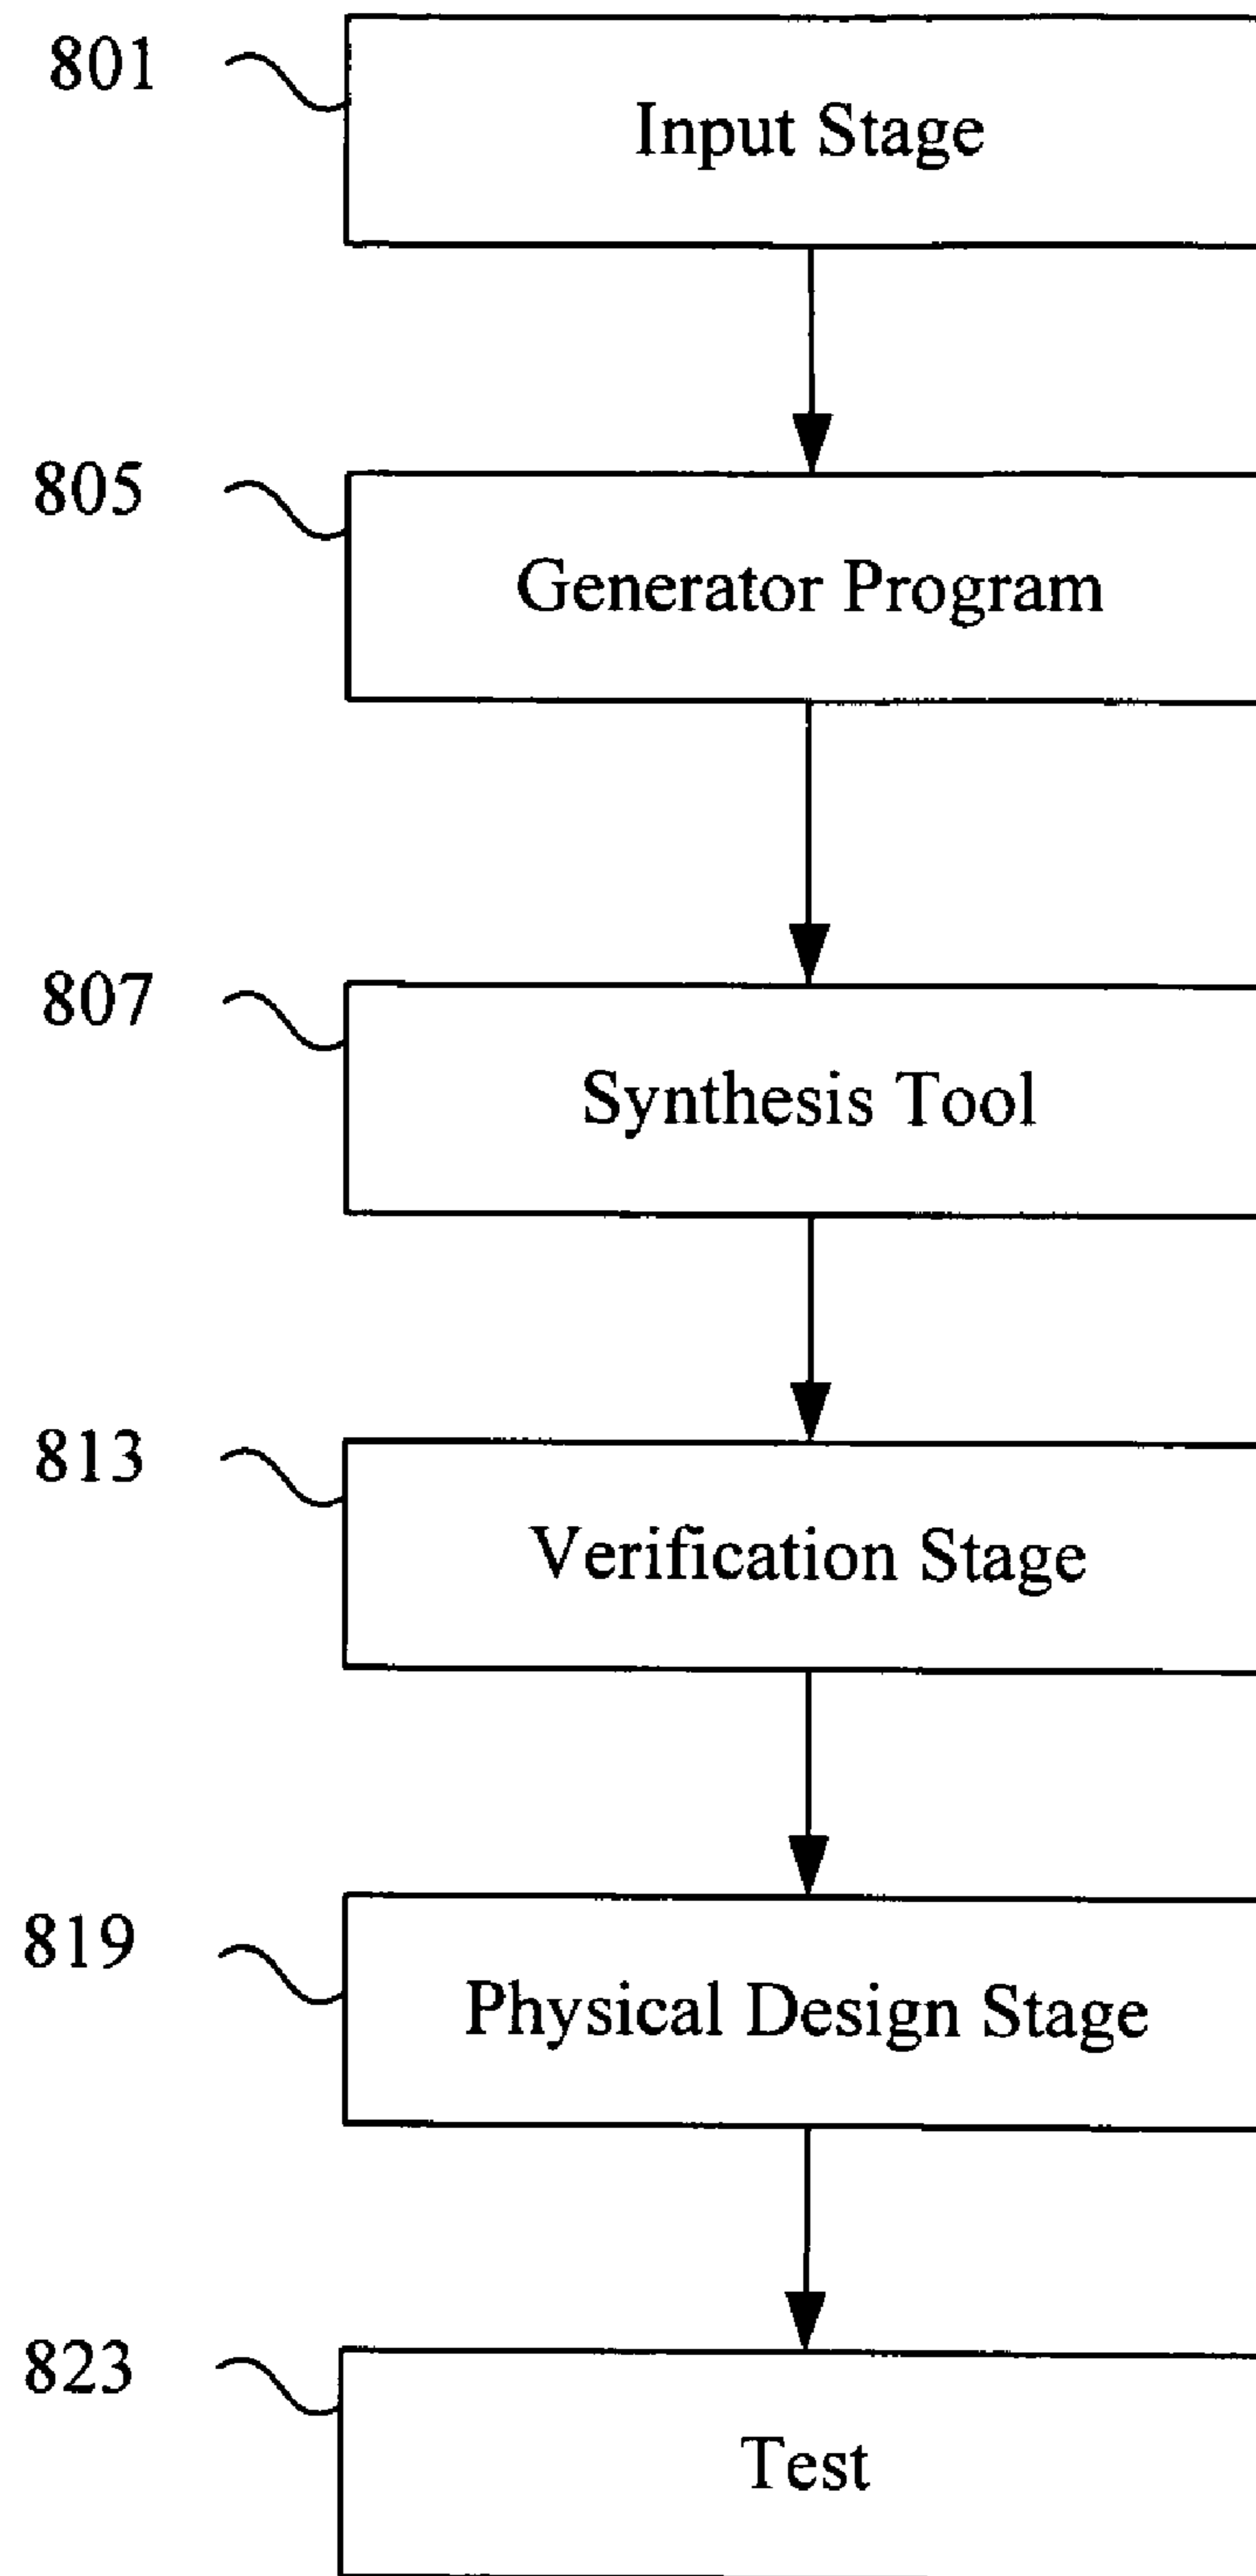 801
Input Stage
805
Generator Program
807
Synthesis Tool
813
Verification Stage
819
Physical Design Stage
823
Test